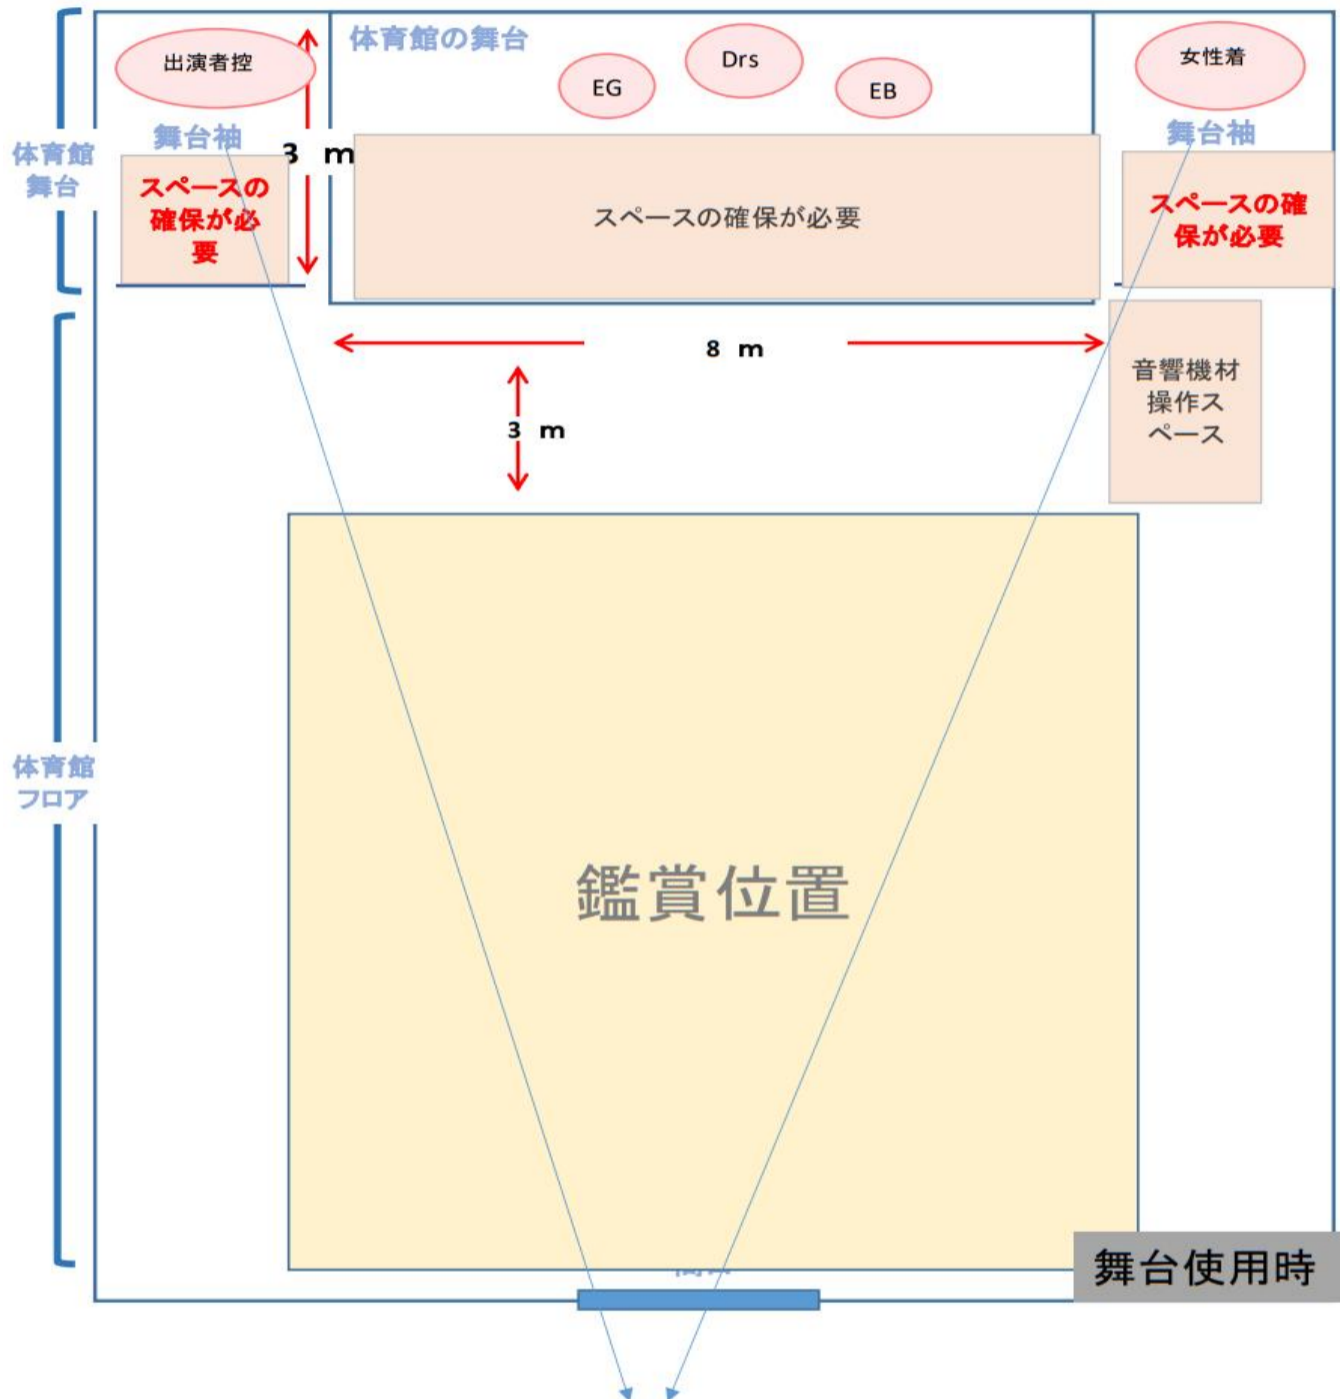 出演者控
体育館の舞台
EG
Drs
EB
女性着
舞台袖
舞台袖
体育館
舞台
3 m
スペースの
確保が必
要
スペースの確保が必要
スペースの確
保が必要
8 m
音響機材
操作ス
ペース
3 m
体育館
フロア
鑑賞位置
舞台使用時